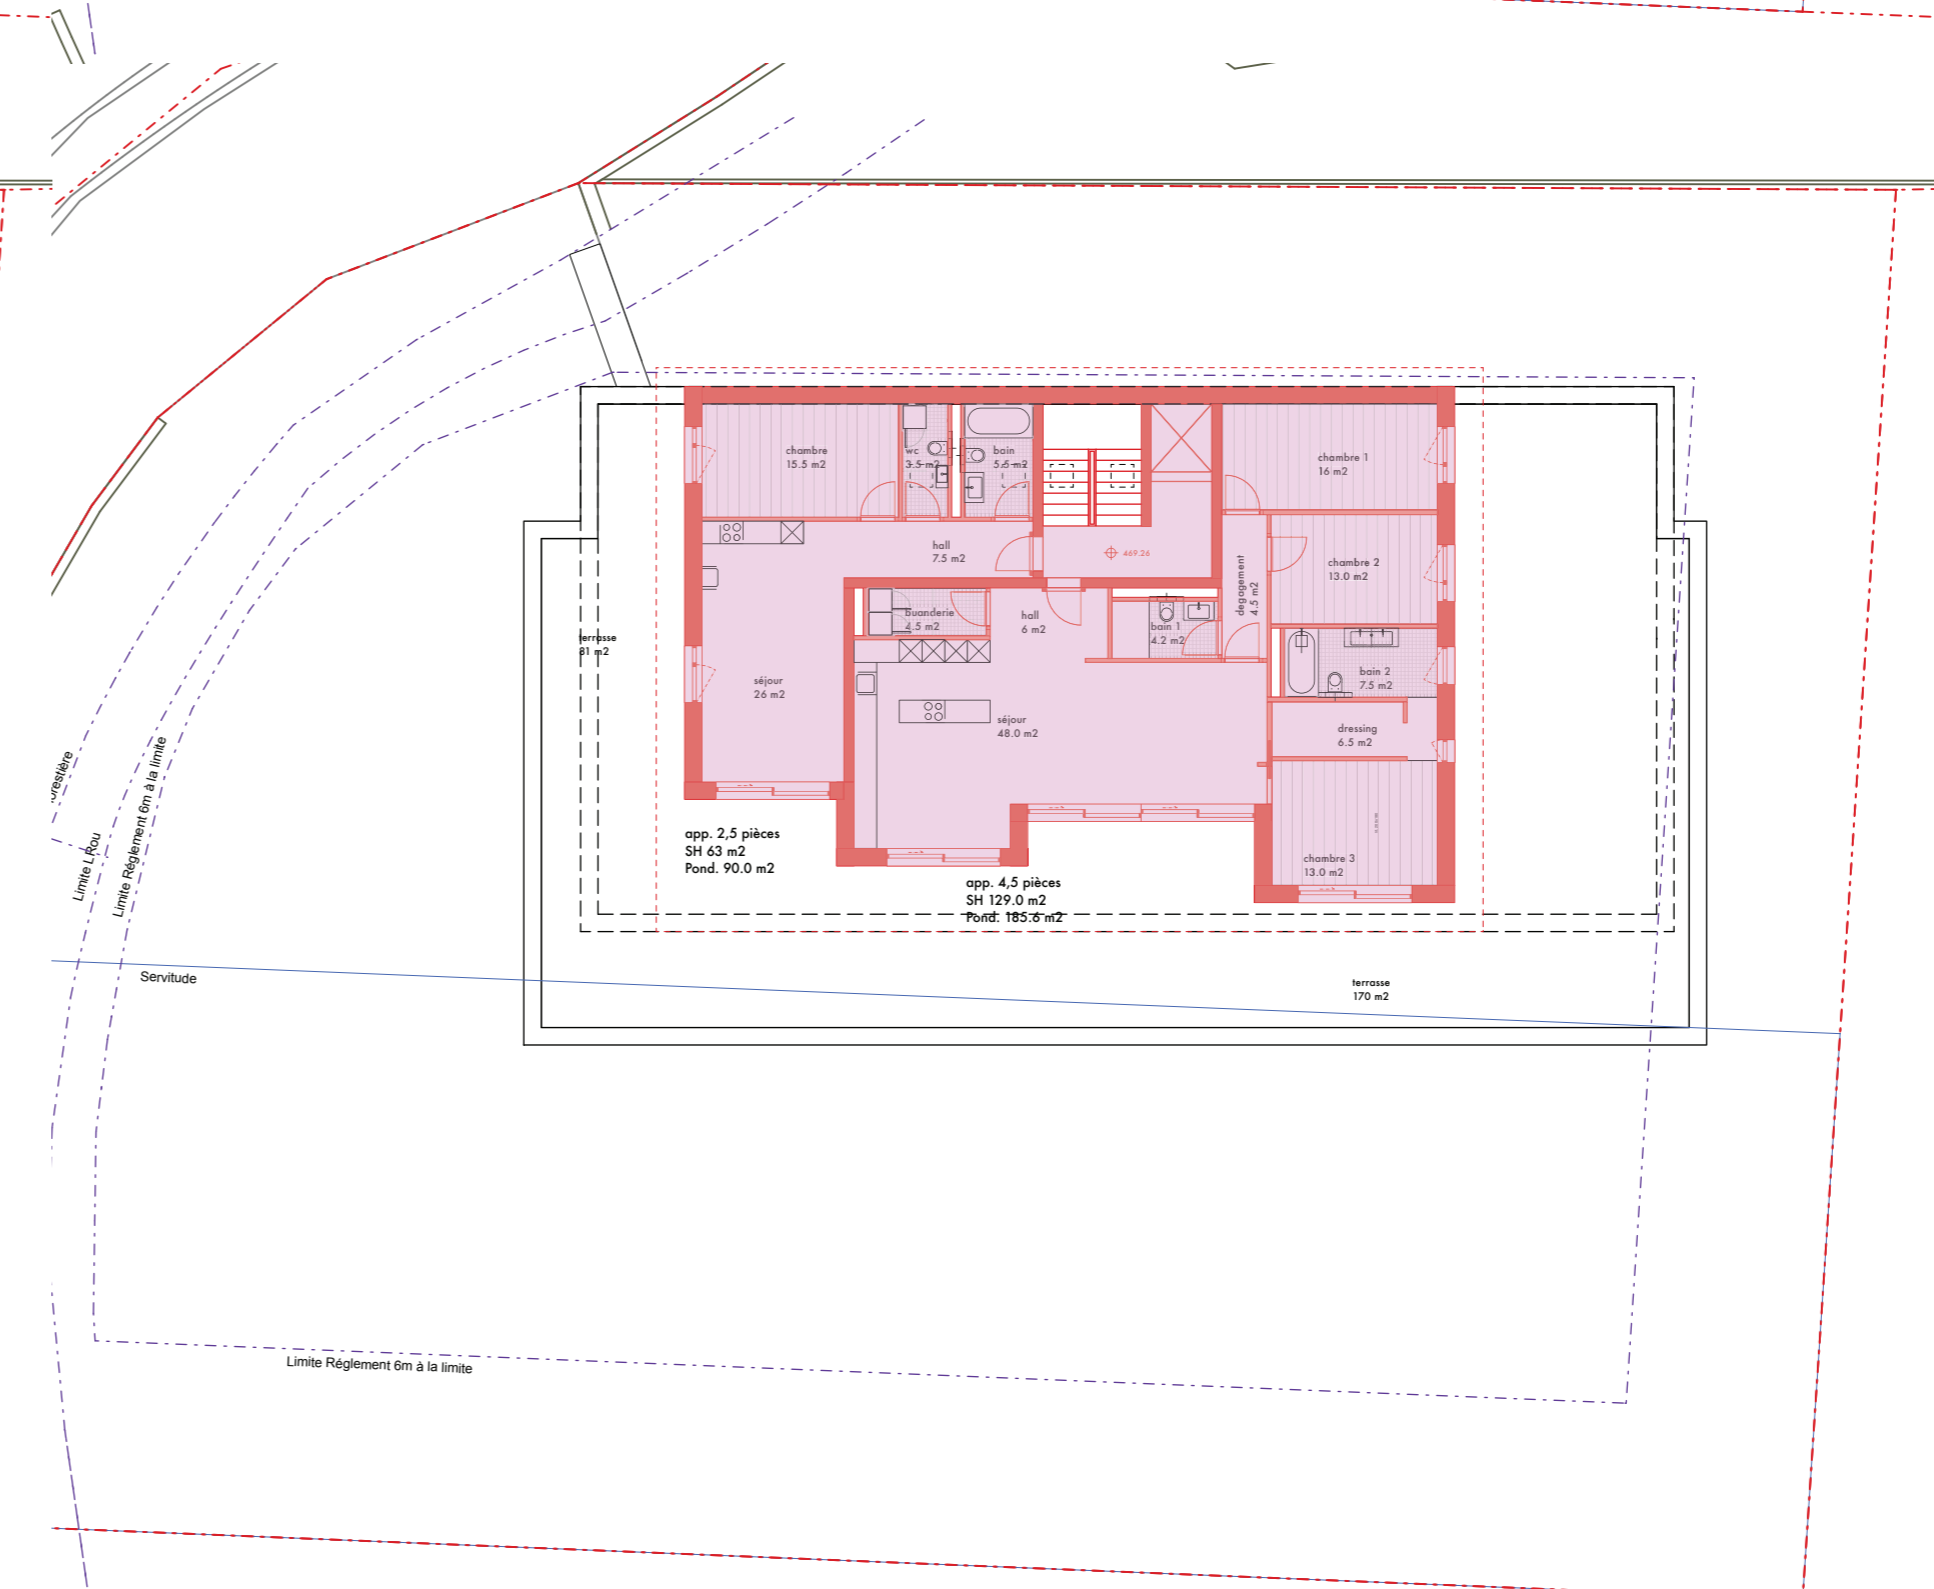 chambre
15.5 m2
wc
3.5 m2
bain
5.5 m2
chambre 1
16 m2
hall
7.5 m2
469.26
chambre 2
13.0 m2
degagement
4.5 m2
buanderie
4.5 m2
hall
6 m2
bain 1
4.2 m2
terrasse
81 m2
séjour
26 m2
séjour
48.0 m2
bain 2
7.5 m2
dressing
6.5 m2
chambre 3
13.0 m2
app. 2,5 pièces
SH 63 m2
Pond. 90.0 m2
app. 4,5 pièces
SH 129.0 m2
Pond. 185.6 m2
terrasse
170 m2
orestière
Limite L Rou
Limite Réglement 6m à la limite
Servitude
Limite Réglement 6m à la limite